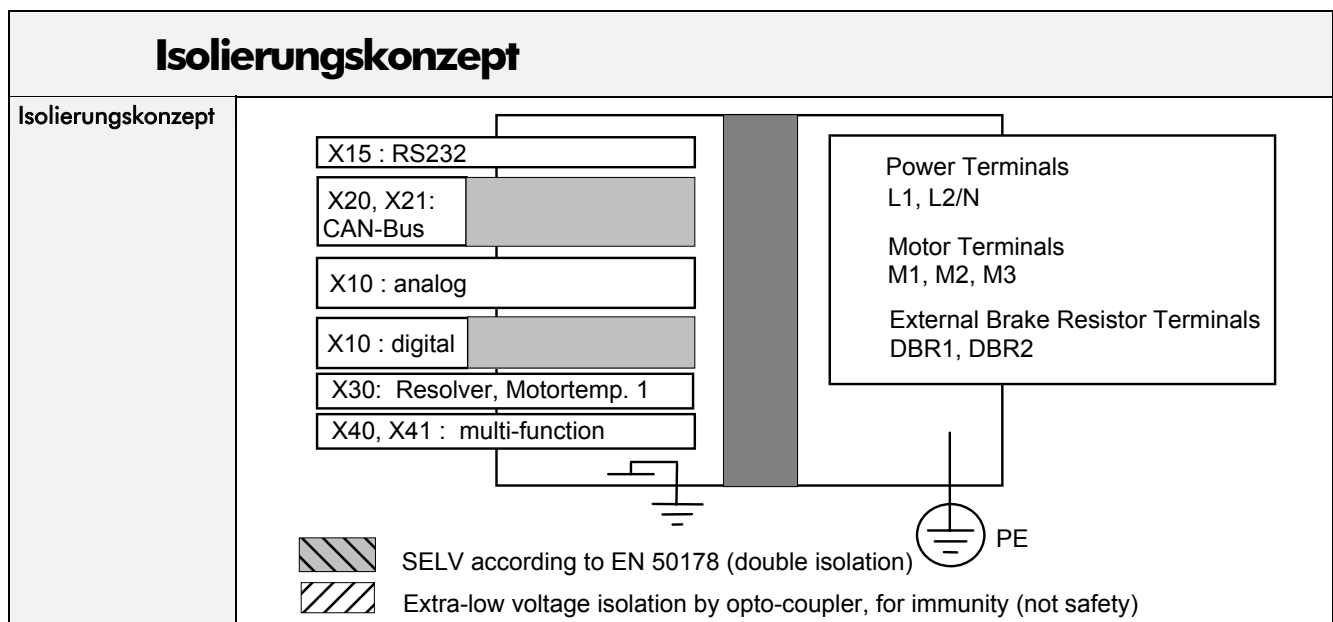 Isolierungskonzept
Isolierungskonzept
X15 : RS232
X20, X21:
CAN-Bus
X10 : analog
X10 : digital
X30: Resolver, Motortemp. 1
X40, X41 : multi-function
Power Terminals
L1, L2/N
Motor Terminals
M1, M2, M3
External Brake Resistor Terminals
DBR1, DBR2
PE
SELV according to EN 50178 (double isolation)
Extra-low voltage isolation by opto-coupler, for immunity (not safety)